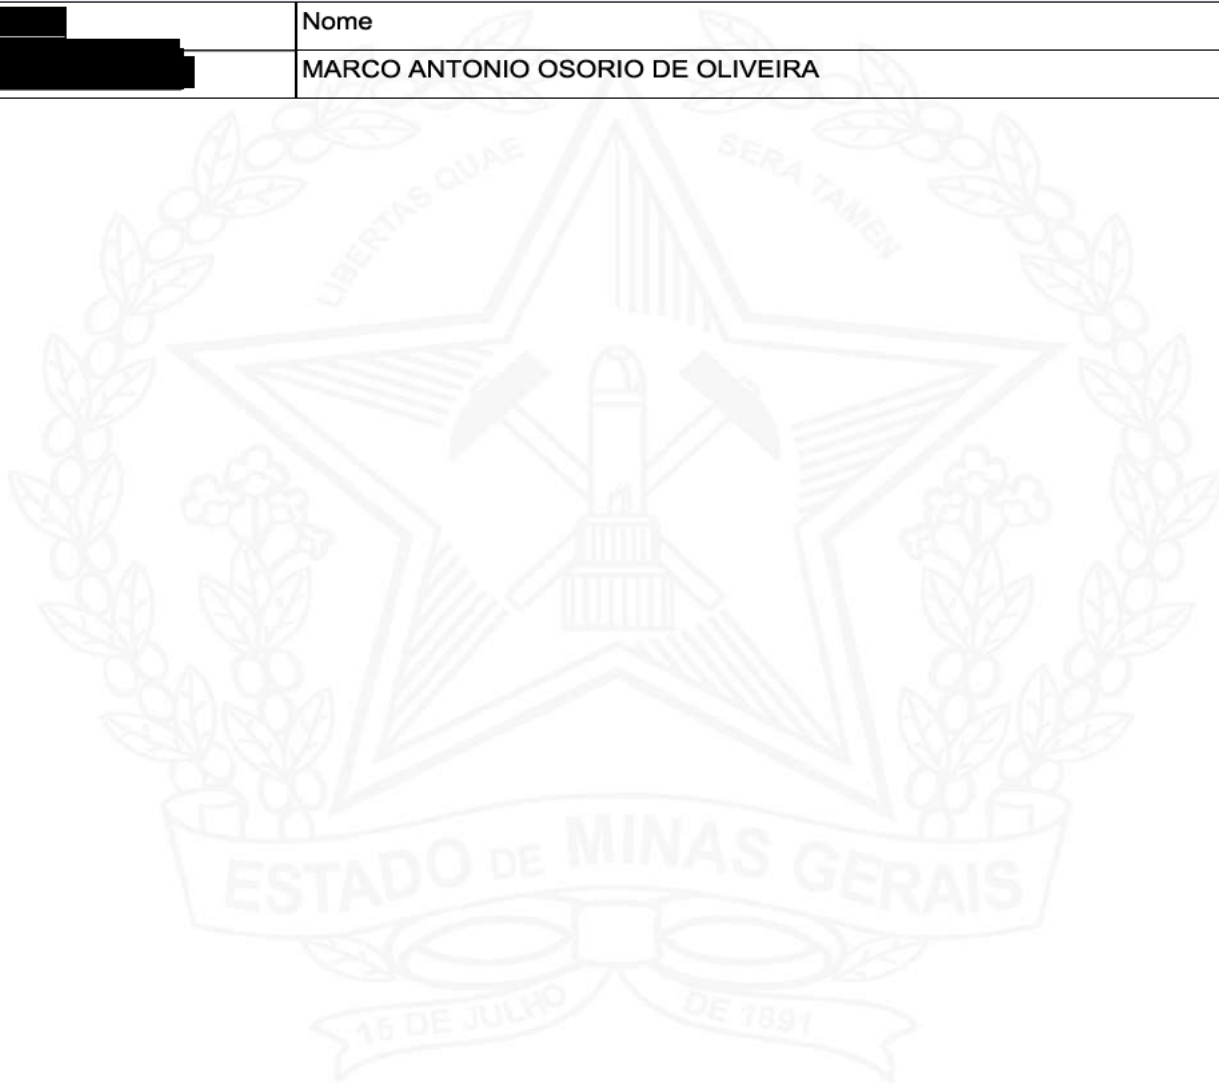 Nome
MARCO ANTONIO OSORIO DE OLIVEIRA
LIBERTAS QUAE SERA TAMEN
ESTADO DE MINAS GERAIS
15 DE JULHO DE 1891